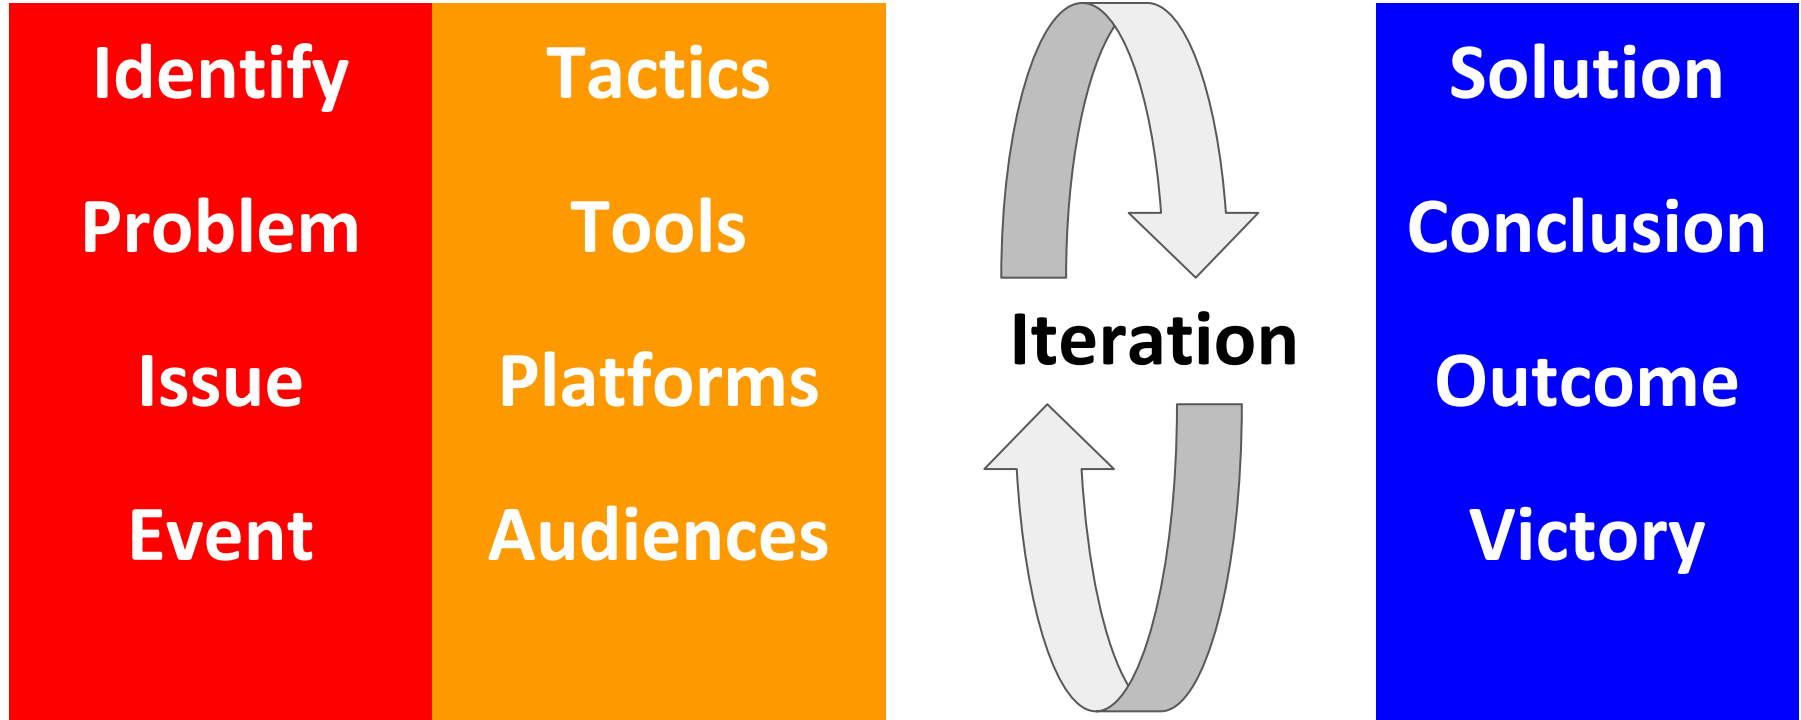 Identify
Problem
Issue
Event
Tactics
Tools
Platforms
Audiences
Iteration
Solution
Conclusion
Outcome
Victory